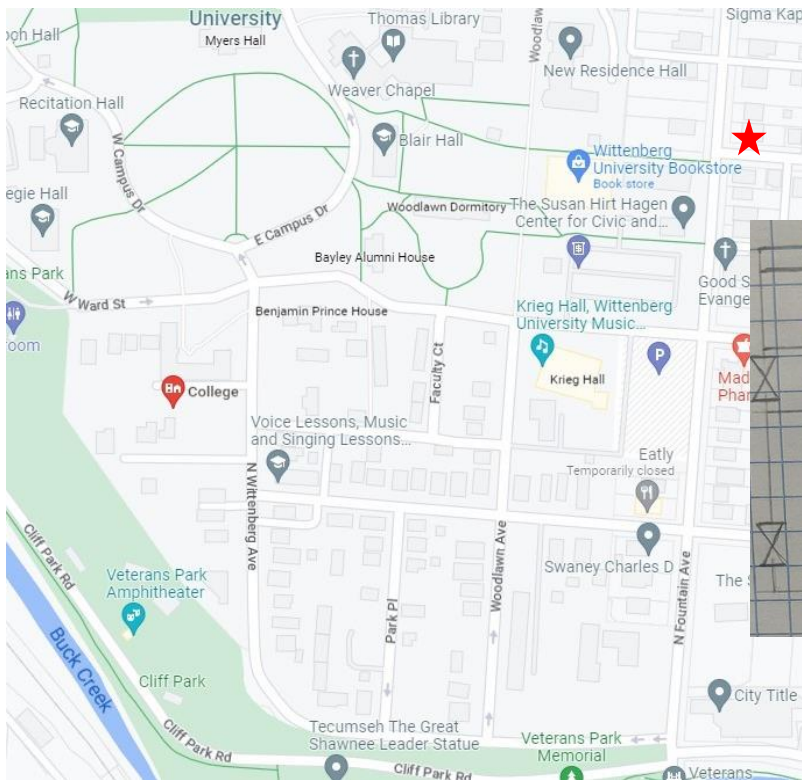 University
Myers Hall
Thomas Library
Woodlawn
Sigma Kap
och Hall
Weaver Chapel
New Residence Hall
Recitation Hall
W Campus Dr
Blair Hall
Wittenberg
University Bookstore
Book store
egie Hall
Woodlawn Dormitory
The Susan Hirt Hagen
Center for Civic and...
E Campus Dr
Bayley Alumni House
Good S
Evange
ans Park
W Ward St
Benjamin Prince House
Krieg Hall, Wittenberg
University Music...
P
room
Faculty Ct
Krieg Hall
Mad
Phar
College
Voice Lessons, Music
and Singing Lessons...
Eatly
Temporarily closed
N Wittenberg Ave
Cliff Park Rd
Woodlawn Ave
Swaney Charles D
N Fountain Ave
The S
Veterans Park
Amphitheater
Park Pl
Buck Creek
Cliff Park
City Title
Tecumseh The Great
Shawnee Leader Statue
Veterans Park
Memorial
Cliff Park Rd
Cliff Park Rd
Veterans